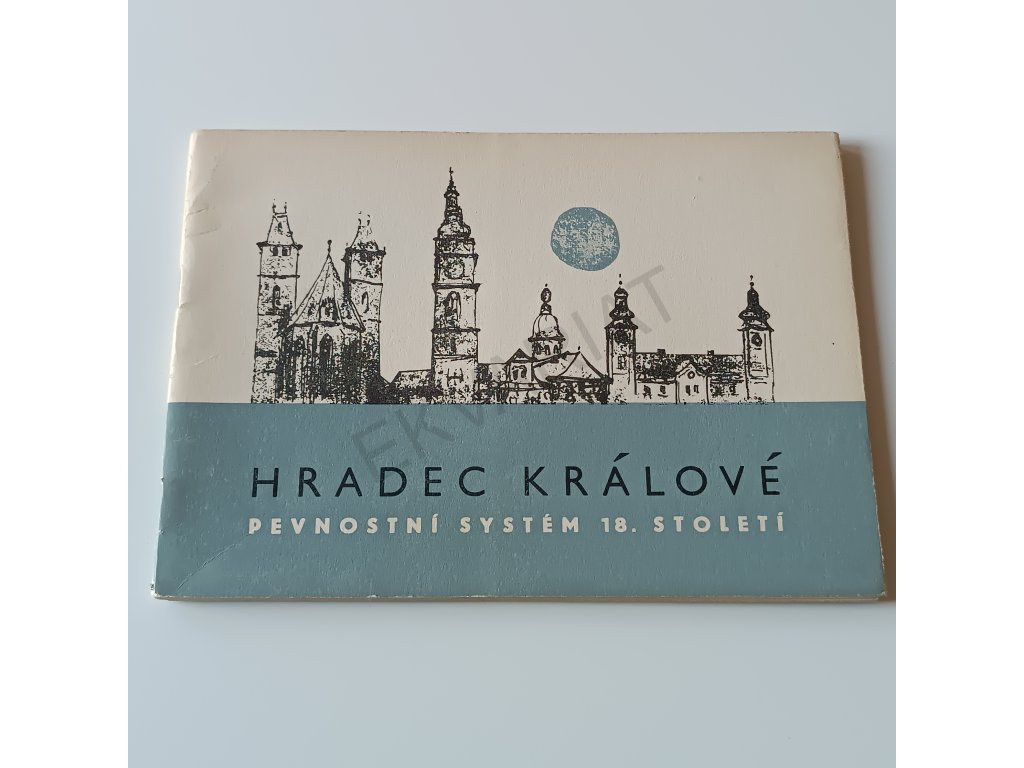 HRADEC KRÁLOVÉ
PEVNOSTNÍ SYSTÉM 18. STOLETÍ